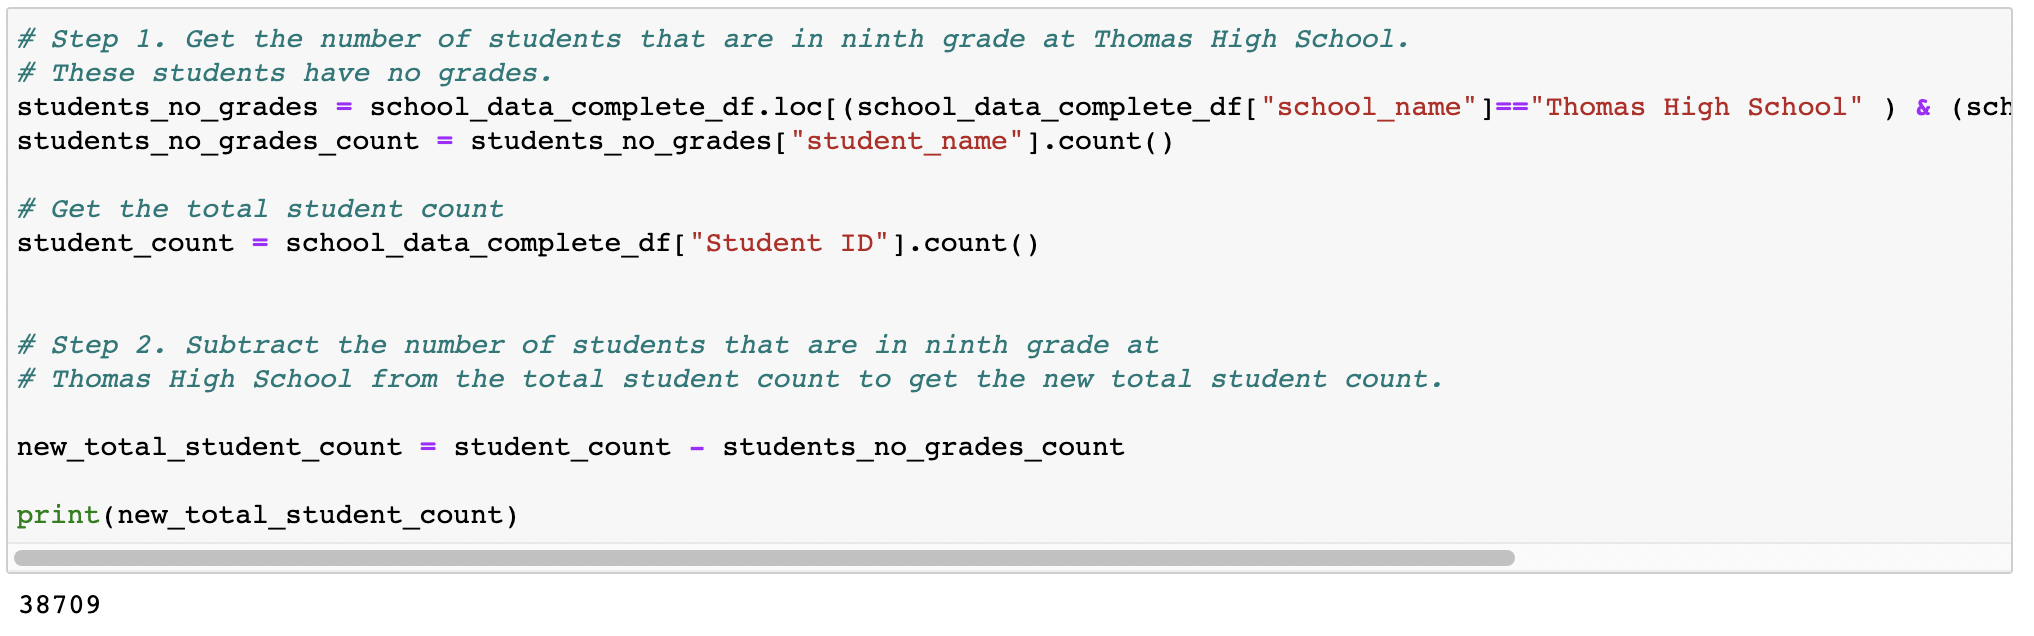 # Step 1. Get the number of students that are in ninth grade at Thomas High School.
# These students have no grades.
students_no_grades = school_data_complete_df.loc[(school_data_complete_df["school_name"]=="Thomas High School" ) & (sch
students_no_grades_count = students_no_grades["student_name"].count()
# Get the total student count
student_count = school_data_complete_df["Student ID"].count()
# Step 2. Subtract the number of students that are in ninth grade at
# Thomas High School from the total student count to get the new total student count.
new_total_student_count = student_count - students_no_grades_count
print(new_total_student_count)
38709